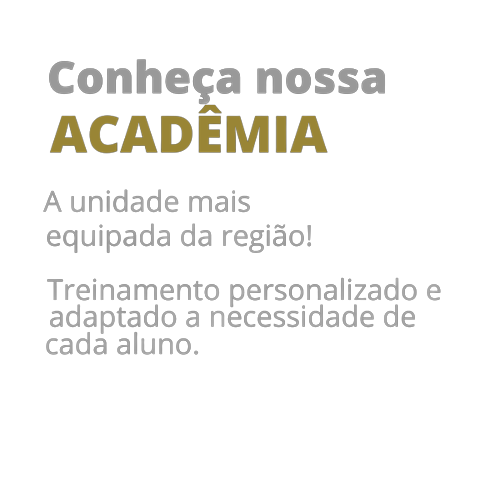 Conheça nossa
ACADÊMIA
A unidade mais
equipada da região!
Treinamento personalizado e
adaptado a necessidade de
cada aluno.